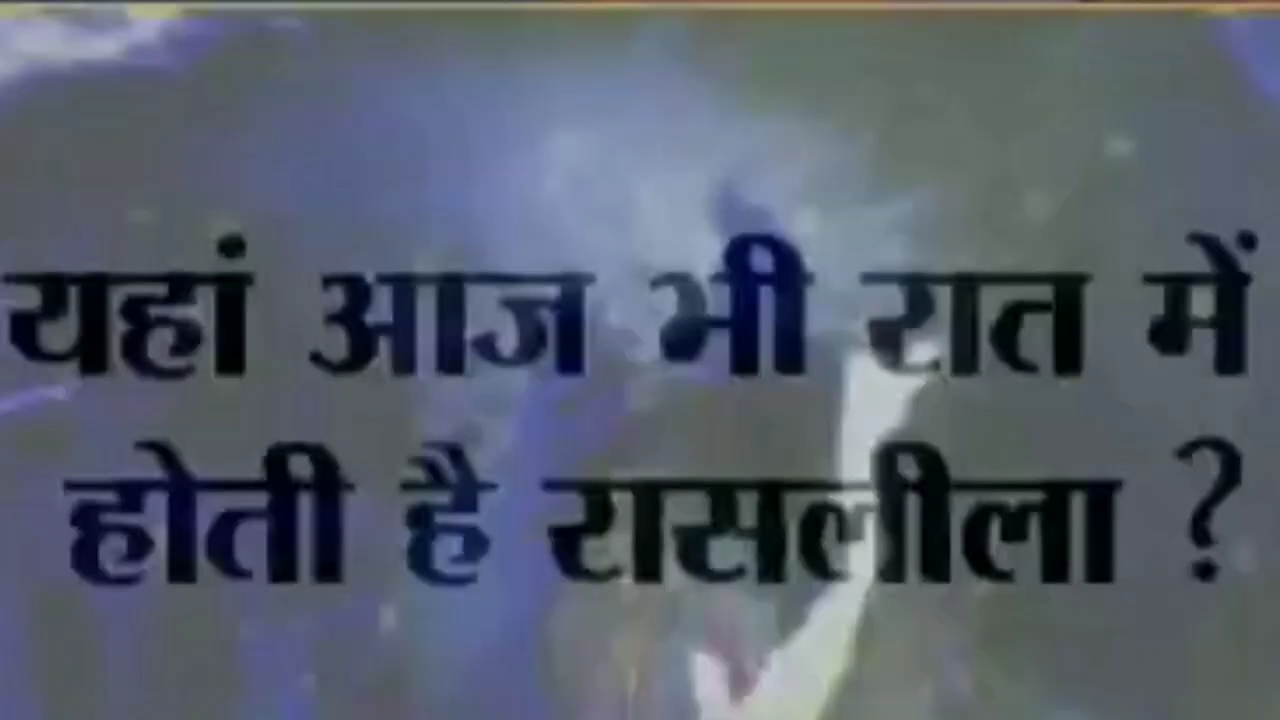 यहां आज भी रात में
होती है रासलीला ?